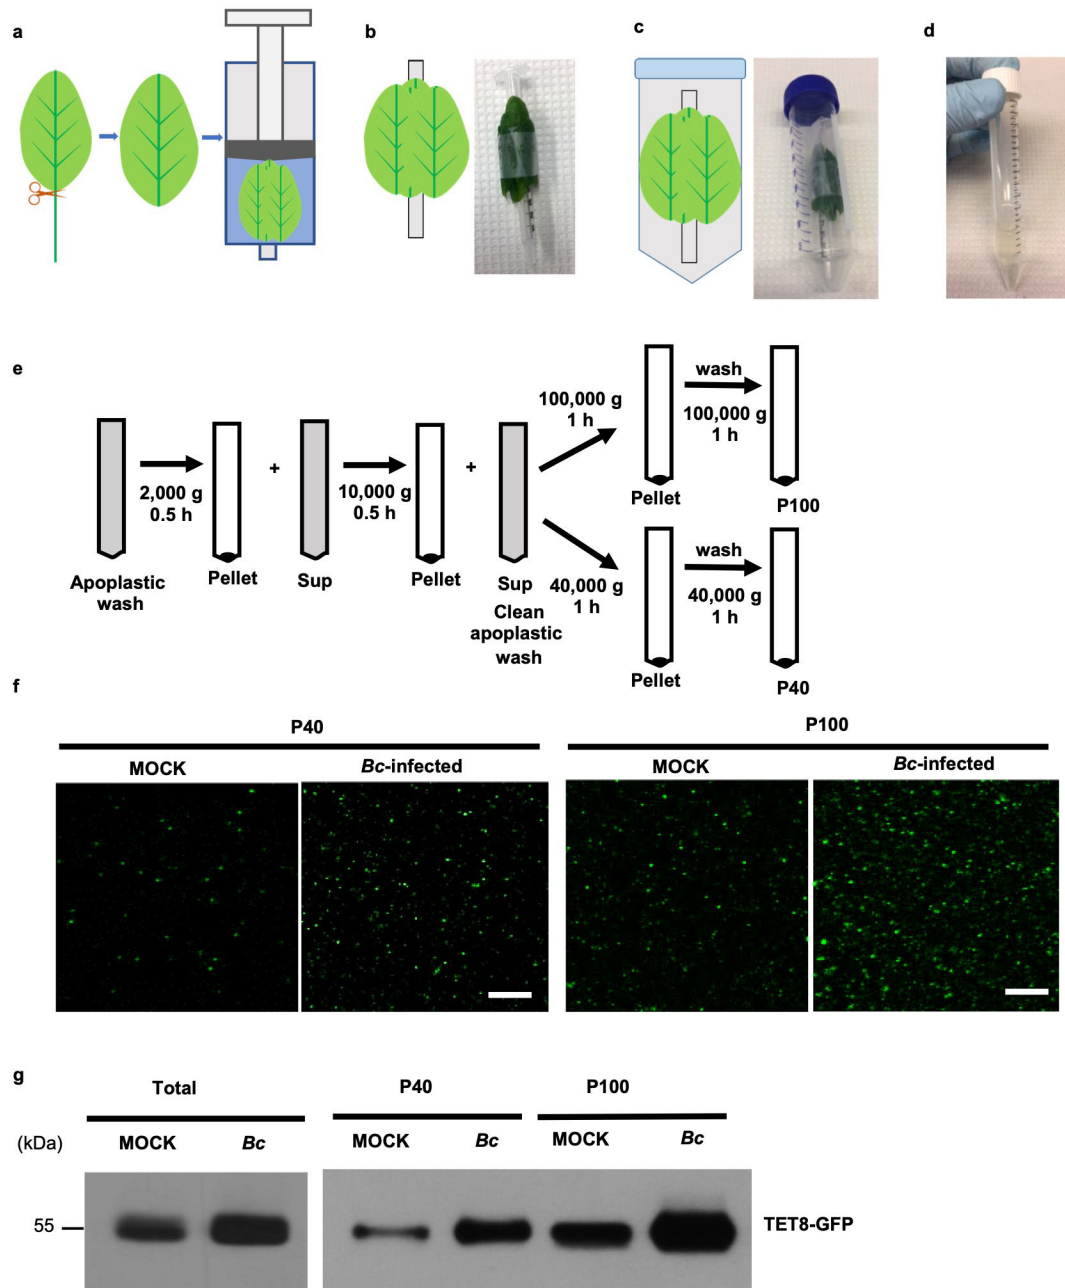 a
b
c
d
e
2,000 g
0.5 h
Apoplastic
wash
Pellet
+
Sup
10,000 g
0.5 h
Pellet
+
Sup
Clean
apoplastic
wash
100,000 g
1 h
Pellet
wash
100,000 g
1 h
P100
40,000 g
1 h
Pellet
wash
40,000 g
1 h
P40
f
P40
P100
MOCK
Bc-infected
MOCK
Bc-infected
g
Total
P40
P100
(kDa)
MOCK
Bc
MOCK
Bc
MOCK
Bc
55
TET8-GFP